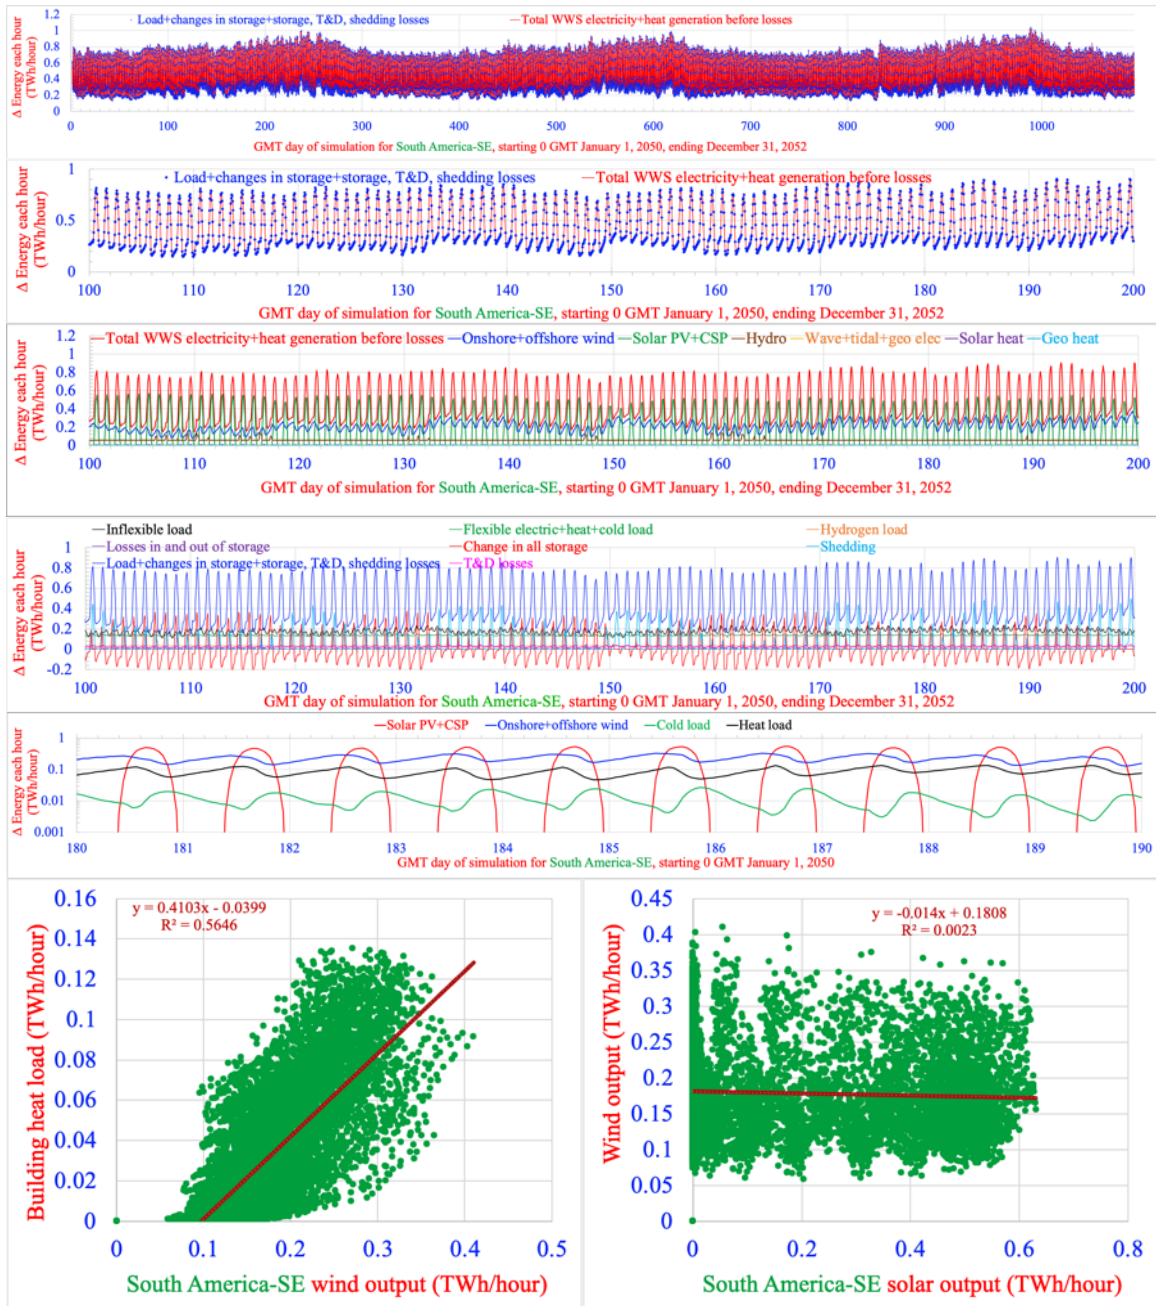 Load+changes in storage+storage, T&D, shedding losses Total WWS electricity+heat generation before losses
Δ Energy each hour
(TWh/hour)
1.2
1
0.8
0.6
0.4
0.2
0
0 100 200 300 400 500 600 700 800 900 1000
GMT day of simulation for South America-SE, starting 0 GMT January 1, 2050, ending December 31, 2052
Load+changes in storage+storage, T&D, shedding losses Total WWS electricity+heat generation before losses
Δ Energy each hour
(TWh/hour)
1
0.5
0
100 110 120 130 140 150 160 170 180 190 200
GMT day of simulation for South America-SE, starting 0 GMT January 1, 2050, ending December 31, 2052
Total WWS electricity+heat generation before losses Onshore+offshore wind Solar PV+CSP Hydro Wave+tidal+geo elec Solar heat Geo heat
Δ Energy each hour
(TWh/hour)
1.2
1
0.8
0.6
0.4
0.2
0
100 110 120 130 140 150 160 170 180 190 200
GMT day of simulation for South America-SE, starting 0 GMT January 1, 2050, ending December 31, 2052
Inflexible load Flexible electric+heat+cold load Hydrogen load
Losses in and out of storage Change in all storage Shedding
Load+changes in storage+storage, T&D, shedding losses T&D losses
Δ Energy each hour
(TWh/hour)
1
0.8
0.6
0.4
0.2
0
-0.2
100 110 120 130 140 150 160 170 180 190 200
GMT day of simulation for South America-SE, starting 0 GMT January 1, 2050, ending December 31, 2052
Solar PV+CSP Onshore+offshore wind Cold load Heat load
Δ Energy each hour
(TWh/hour)
1
0.1
0.01
0.001
180 181 182 183 184 185 186 187 188 189 190
GMT day of simulation for South America-SE, starting 0 GMT January 1, 2050
y = 0.4103x - 0.0399
R² = 0.5646
Building heat load (TWh/hour)
0.16
0.14
0.12
0.1
0.08
0.06
0.04
0.02
0
0 0.1 0.2 0.3 0.4 0.5
South America-SE wind output (TWh/hour)
y = -0.014x + 0.1808
R² = 0.0023
Wind output (TWh/hour)
0.45
0.4
0.35
0.3
0.25
0.2
0.15
0.1
0.05
0
0 0.2 0.4 0.6 0.8
South America-SE solar output (TWh/hour)